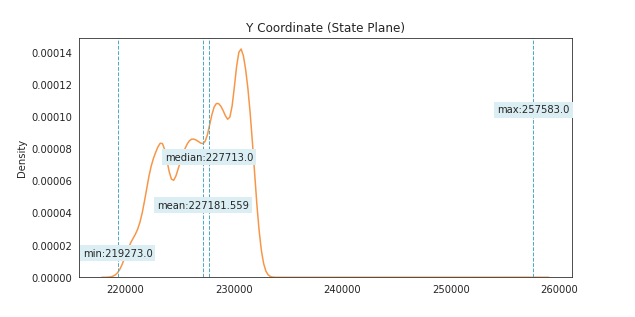 Y Coordinate (State Plane)
0.00014
0.00012
0.00010
0.00008
0.00006
0.00004
0.00002
0.00000
Density
max:257583.0
median:227713.0
mean:227181.559
min:219273.0
220000 230000 240000 250000 260000